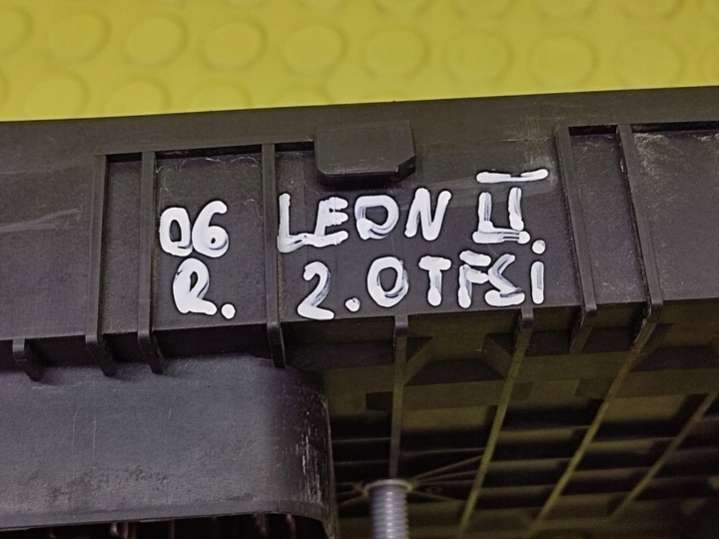 06 LEON II.
R. 2.0TFSi